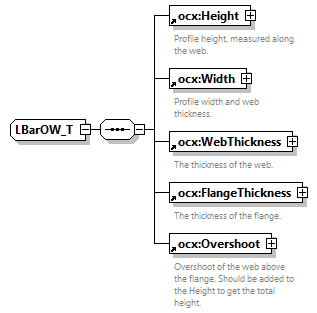 ocx:Height
Profile height, measured along
the web.
ocx:Width
Profile width and web
thickness.
LBarOW_T
ocx:WebThickness
The thickness of the web.
ocx:FlangeThickness
The thickness of the flange.
ocx:Overshoot
Overshoot of the web above
the flange. Should be added to
the Height to get the total
height.